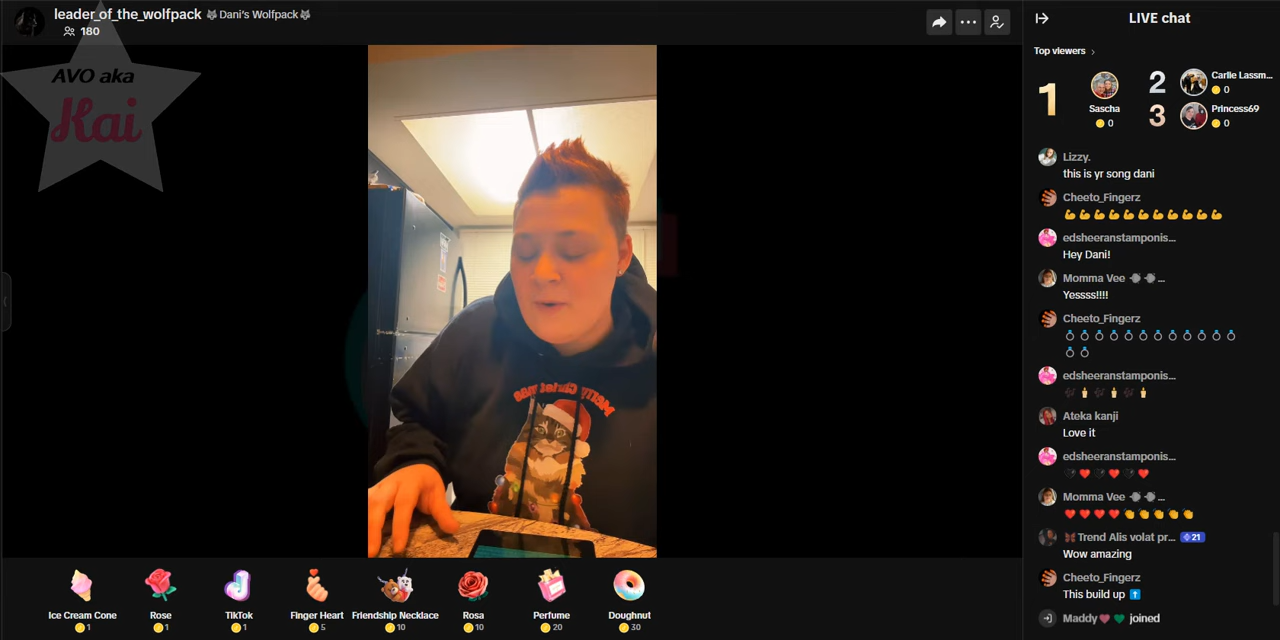 leader_of_the_wolfpack 🐺Dani's Wolfpack🐺
180
AVO aka
Kai
LIVE chat
Top viewers
1
Sascha
0
2
Carlie Lassm...
0
3
Princess69
0
Lizzy.
this is yr song dani
Cheeto_Fingerz
💪💪💪💪💪💪💪💪💪💪💪
edsheeranstamponis...
Hey Dani!
Momma Vee 🗣🗣...
Yessss!!!!
Cheeto_Fingerz
💍💍💍💍💍💍💍💍💍💍💍💍
💍💍
edsheeranstamponis...
Ateka kanji
Love it
edsheeranstamponis...
Momma Vee 🗣🗣...
❤️❤️❤️❤️👏👏👏👏👏
Trend Alis volat pr... 21
Wow amazing
Cheeto_Fingerz
This build up ⬆️
Maddy joined
Merry Christmas
Ice Cream Cone
1
Rose
1
TikTok
1
Finger Heart
5
Friendship Necklace
10
Rosa
10
Perfume
20
Doughnut
30